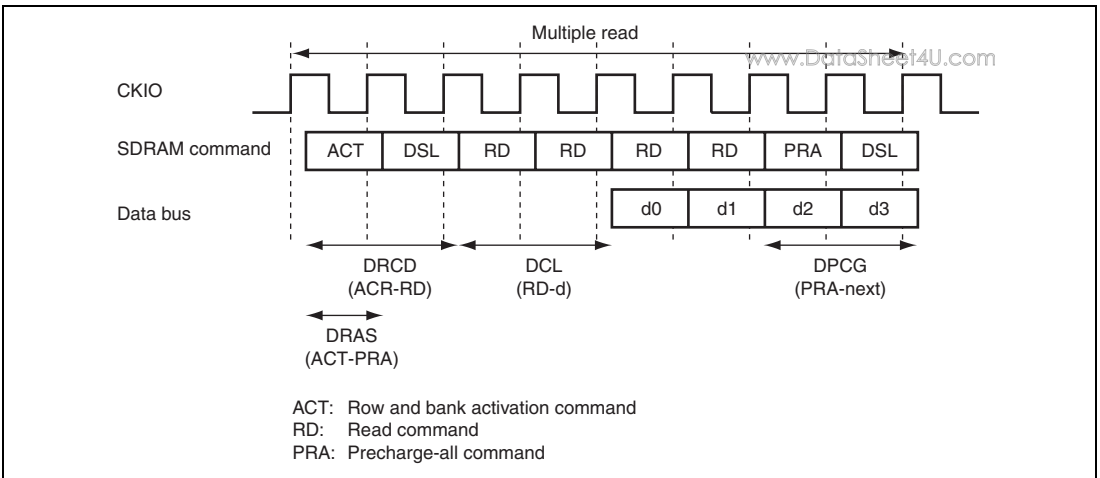 Multiple read
www.DataSheet4U.com
CKIO
SDRAM command ACT DSL RD RD RD RD PRA DSL
Data bus d0 d1 d2 d3
DRCD DCL DPCG
(ACR-RD) (RD-d) (PRA-next)
DRAS
(ACT-PRA)
ACT: Row and bank activation command
RD: Read command
PRA: Precharge-all command